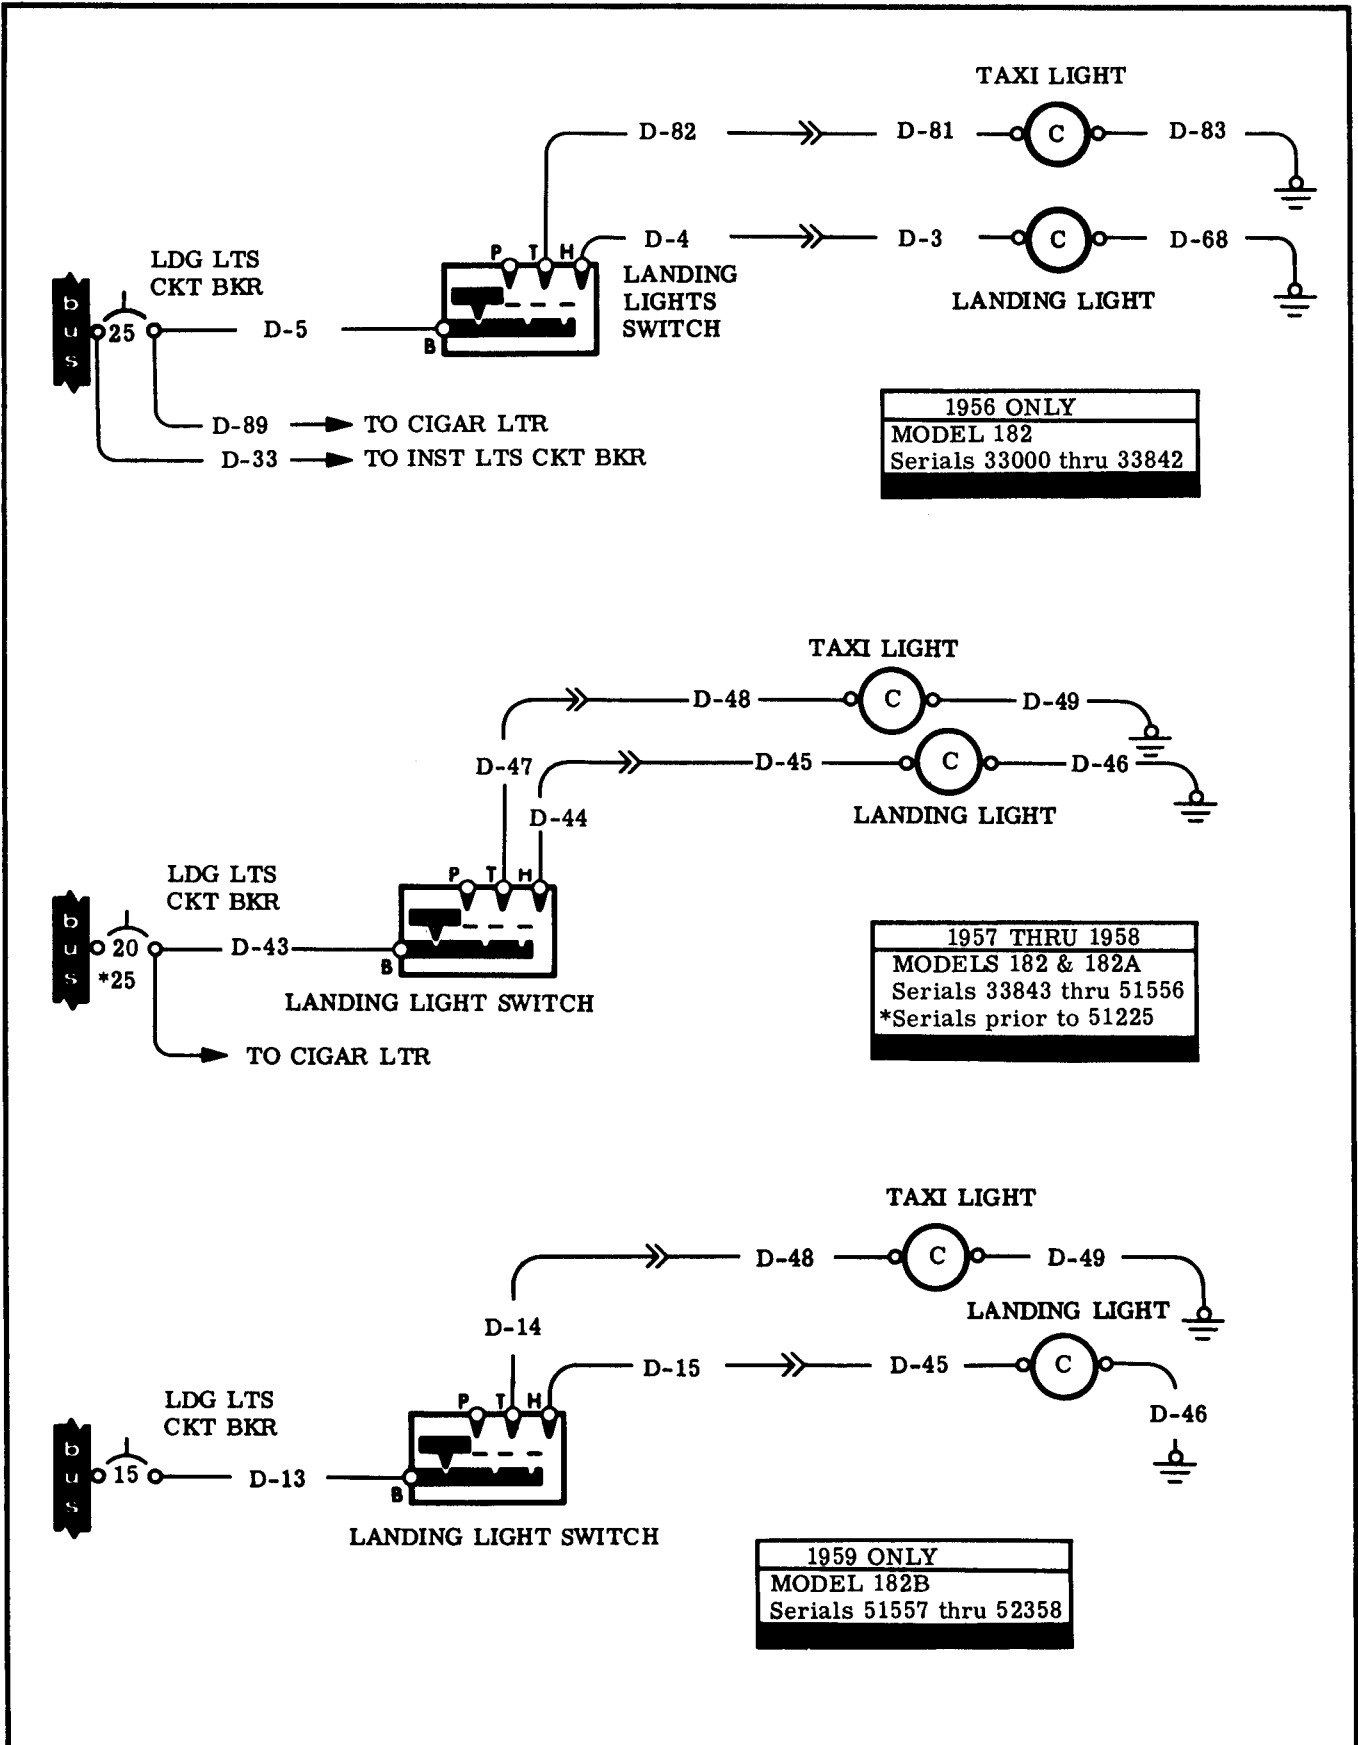 TAXI LIGHT
D-82 D-81 C D-83
P T H D-4 D-3 C D-68
LDG LTS
CKT BKR
LANDING
LIGHTS
SWITCH
LANDING LIGHT
bus 25 D-5 B
1956 ONLY
MODEL 182
Serials 33000 thru 33842
D-89 TO CIGAR LTR
D-33 TO INST LTS CKT BKR
TAXI LIGHT
D-48 C D-49
D-47 D-45 C D-46
D-44 LANDING LIGHT
LDG LTS
CKT BKR
P T H
bus 20 D-43 B
*25
LANDING LIGHT SWITCH
1957 THRU 1958
MODELS 182 & 182A
Serials 33843 thru 51556
*Serials prior to 51225
TO CIGAR LTR
TAXI LIGHT
D-48 C D-49
D-14 LANDING LIGHT
D-15 D-45 C
D-46
LDG LTS
CKT BKR
P T H
bus 15 D-13 B
LANDING LIGHT SWITCH
1959 ONLY
MODEL 182B
Serials 51557 thru 52358